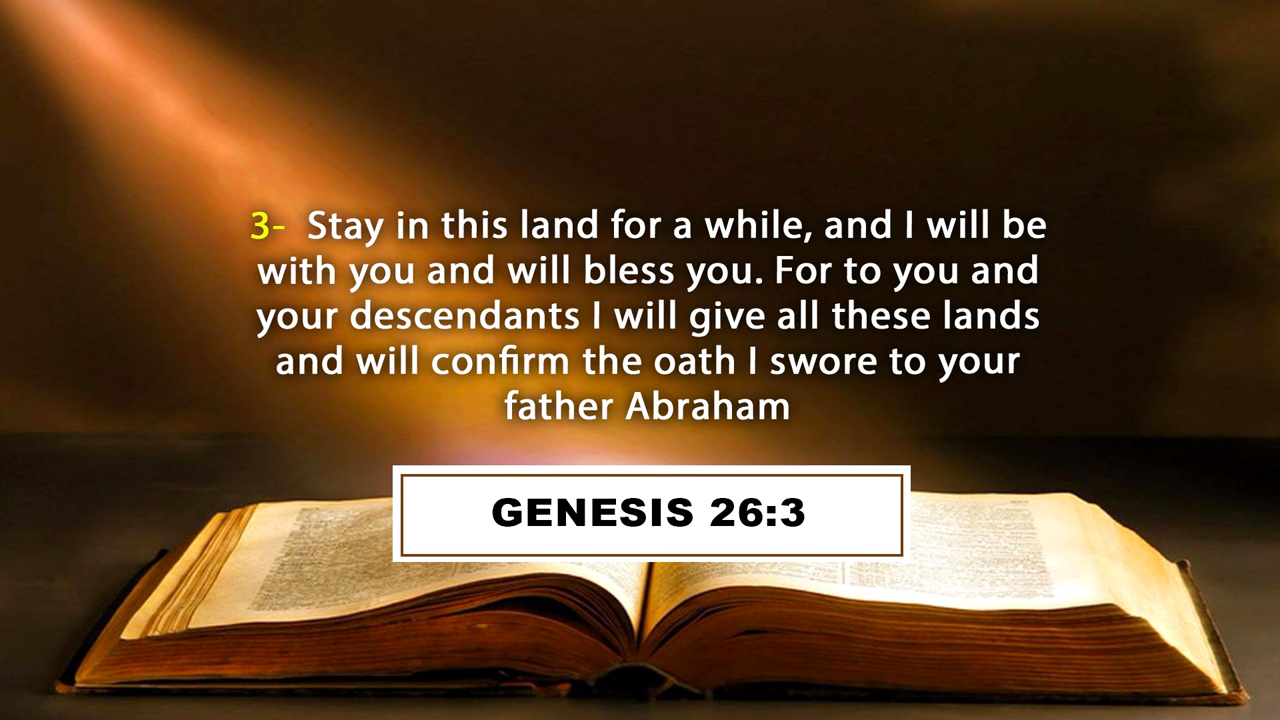 3- Stay in this land for a while, and I will be
with you and will bless you. For to you and
your descendants I will give all these lands
and will confirm the oath I swore to your
father Abraham
GENESIS 26:3